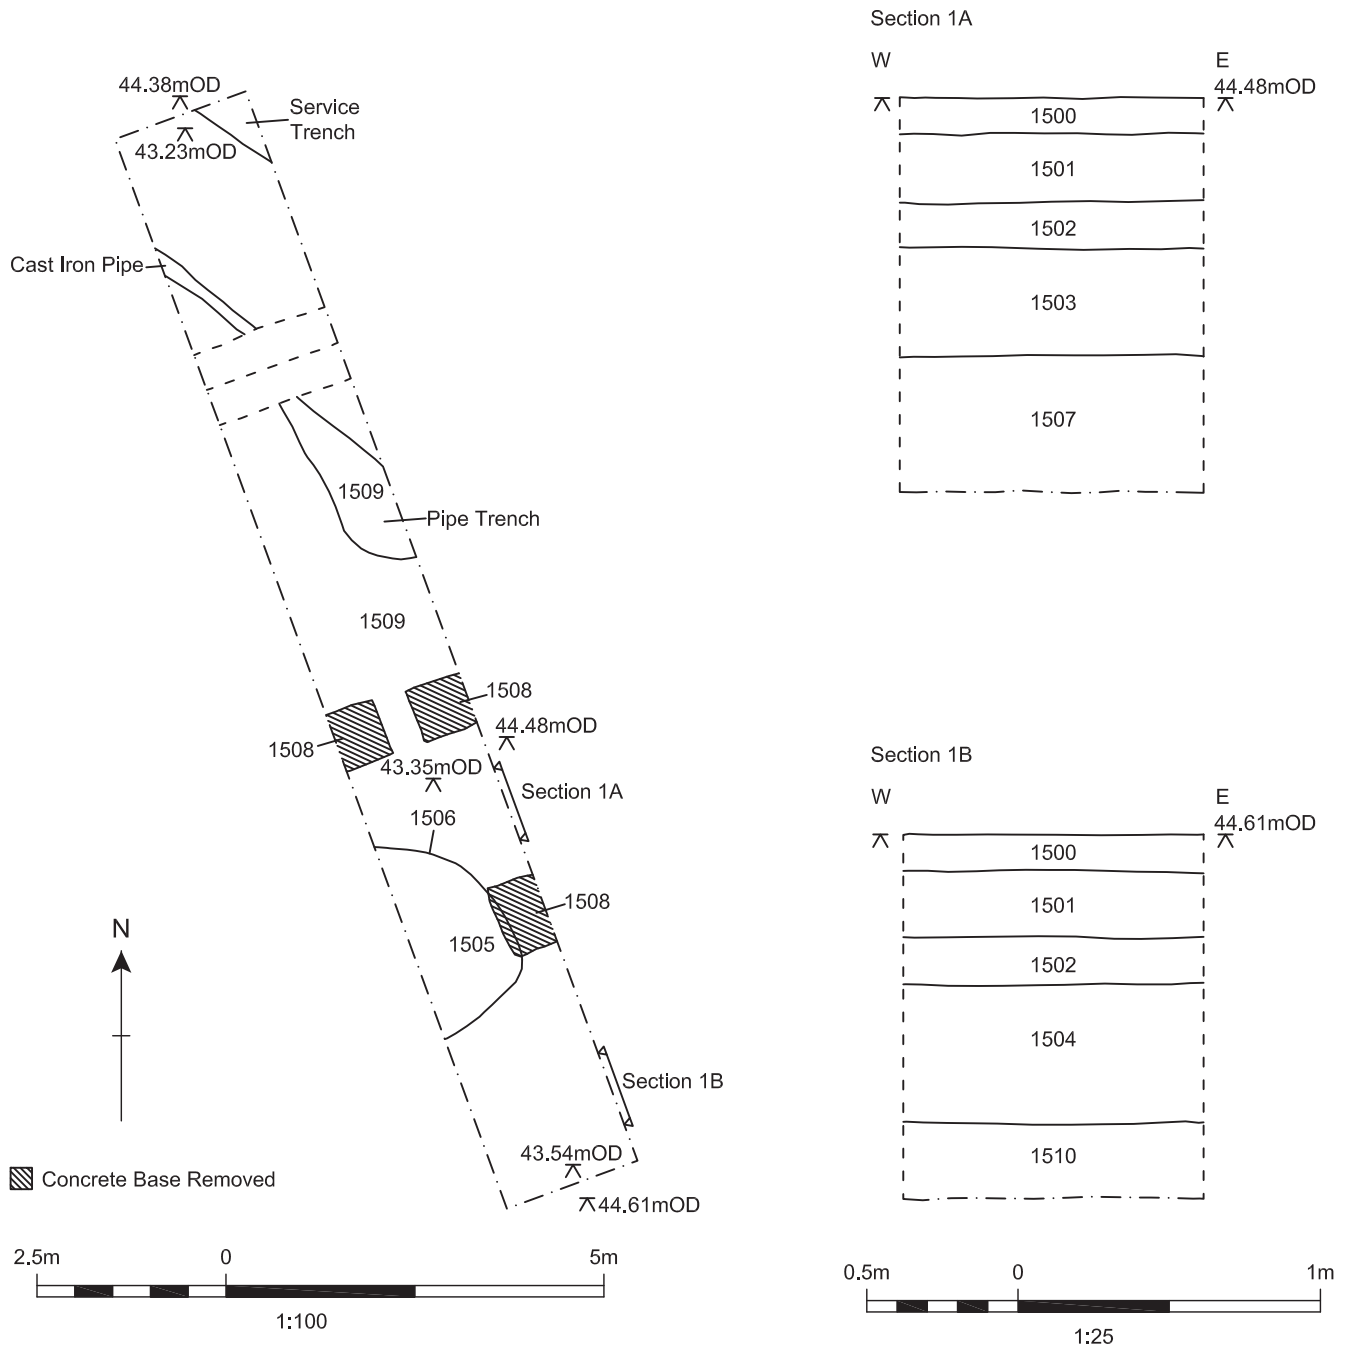 44.38mOD
Service
Trench
43.23mOD
Cast Iron Pipe
1509
Pipe Trench
1509
1508
44.48mOD
1508
43.35mOD
Section 1A
1506
1508
1505
N
Section 1B
43.54mOD
44.61mOD
Concrete Base Removed
2.5m 0 5m
1:100
Section 1A
W E
44.48mOD
1500
1501
1502
1503
1507
Section 1B
W E
44.61mOD
1500
1501
1502
1504
1510
0.5m 0 1m
1:25